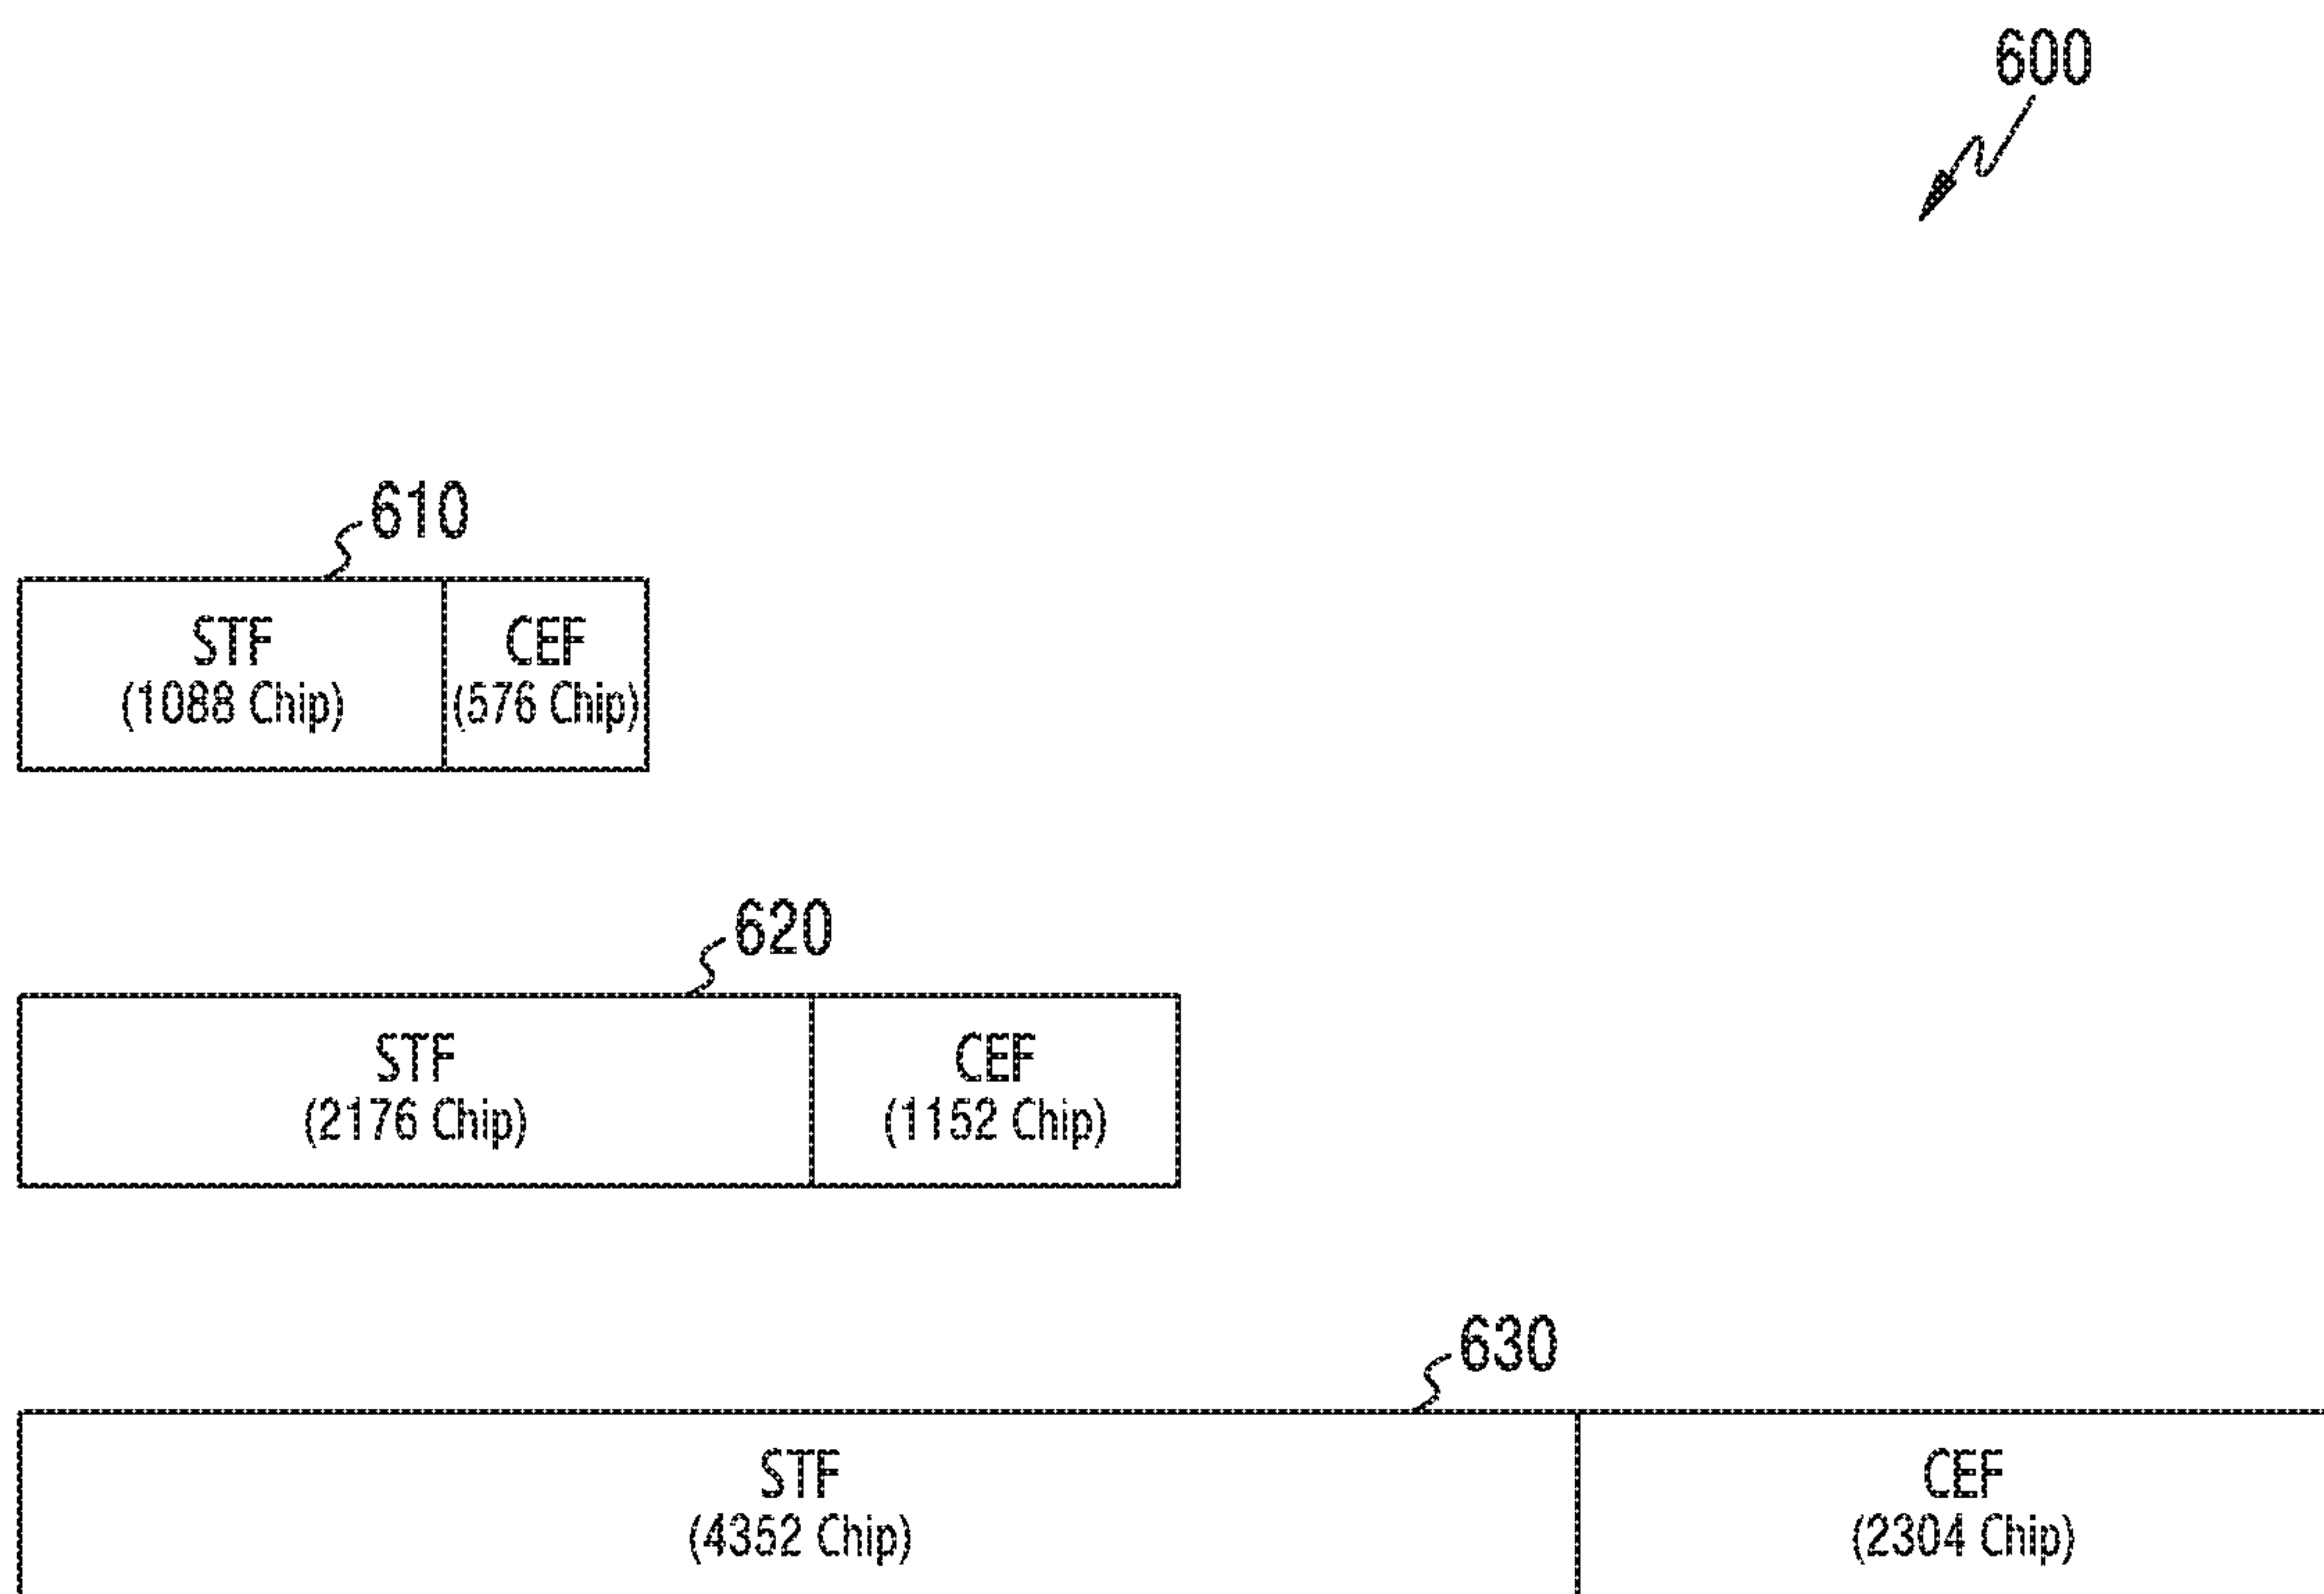 600
610
STF CEF
(1088 Chip) (576 Chip)
620
STF CEF
(2176 Chip) (1152 Chip)
630
STF CEF
(4352 Chip) (2304 Chip)